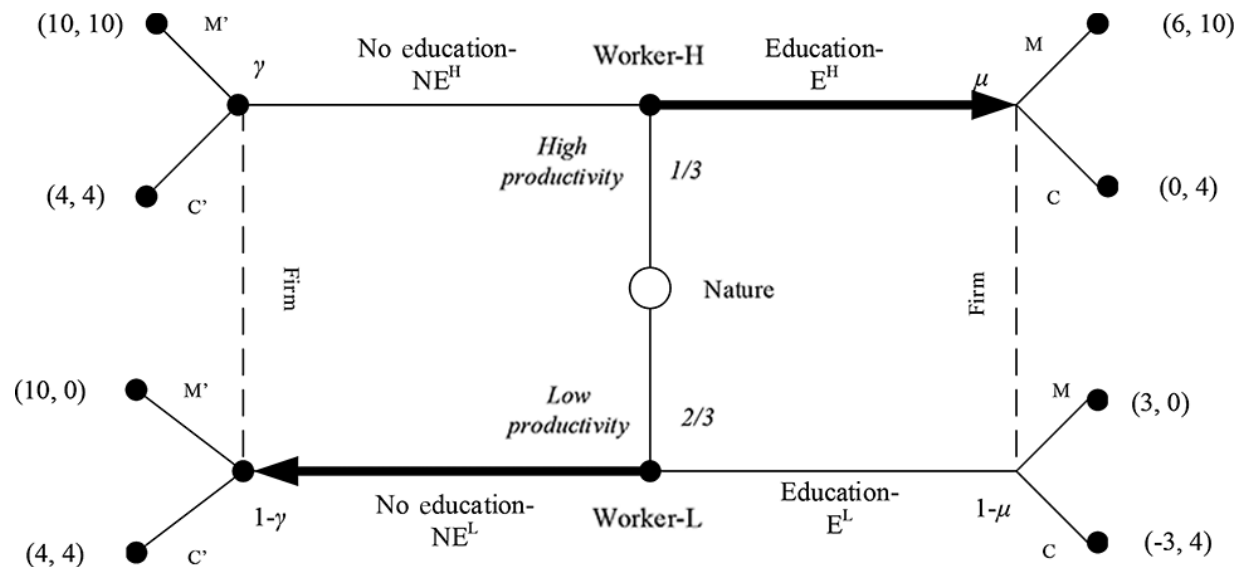 (10, 10)
M’
(6, 10)
No education-
NE^H
Worker-H
Education-
E^H
M
γ
μ
High
productivity
1/3
(4, 4)
C’
C
(0, 4)
Firm
Nature
Firm
(10, 0)
M’
Low
productivity
2/3
M
(3, 0)
No education-
NE^L
Worker-L
Education-
E^L
1-γ
1-μ
(4, 4)
C’
C
(-3, 4)